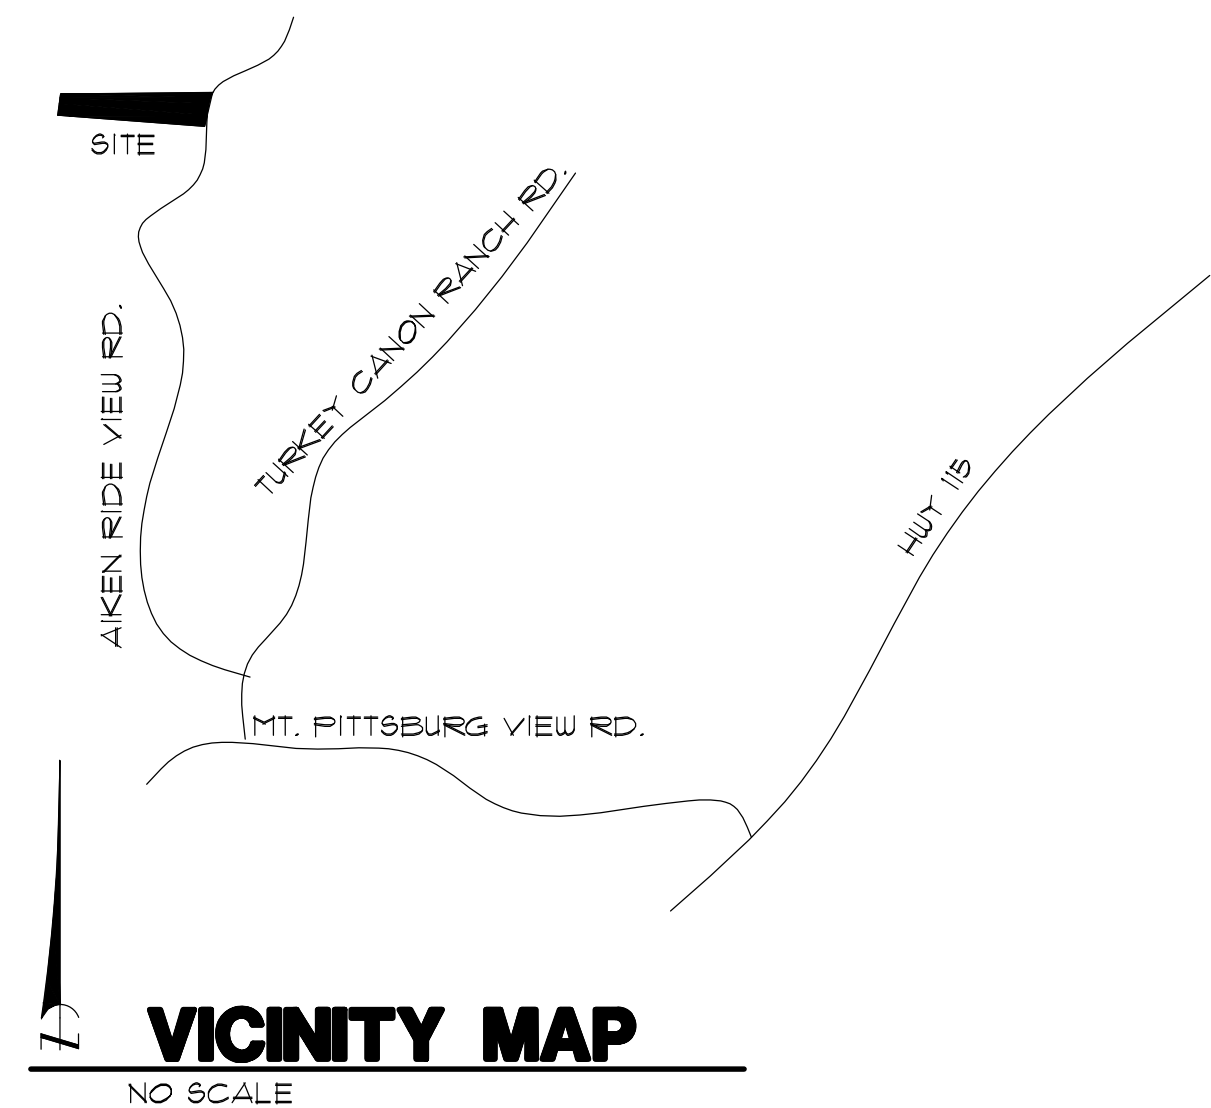 SITE
TURKEY CANON RANCH RD.
AIKEN RIDE VIEW RD.
HWY 115
MT. PITTSBURG VIEW RD.
N
VICINITY MAP
NO SCALE